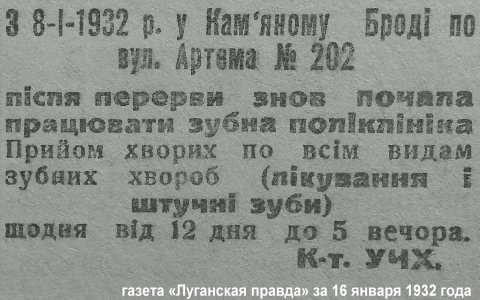 З 8-І-1932 р. у Кам'яному Броді по
вул. Артема № 202
після перерви знов почала
працювати зубна поліклініка
Прийом хворих по всім видам
зубних хвороб (лікування і
штучні зуби)
щодня від 12 дня до 5 вечора.
К-т. УЧХ.
газета «Луганская правда» за 16 января 1932 года